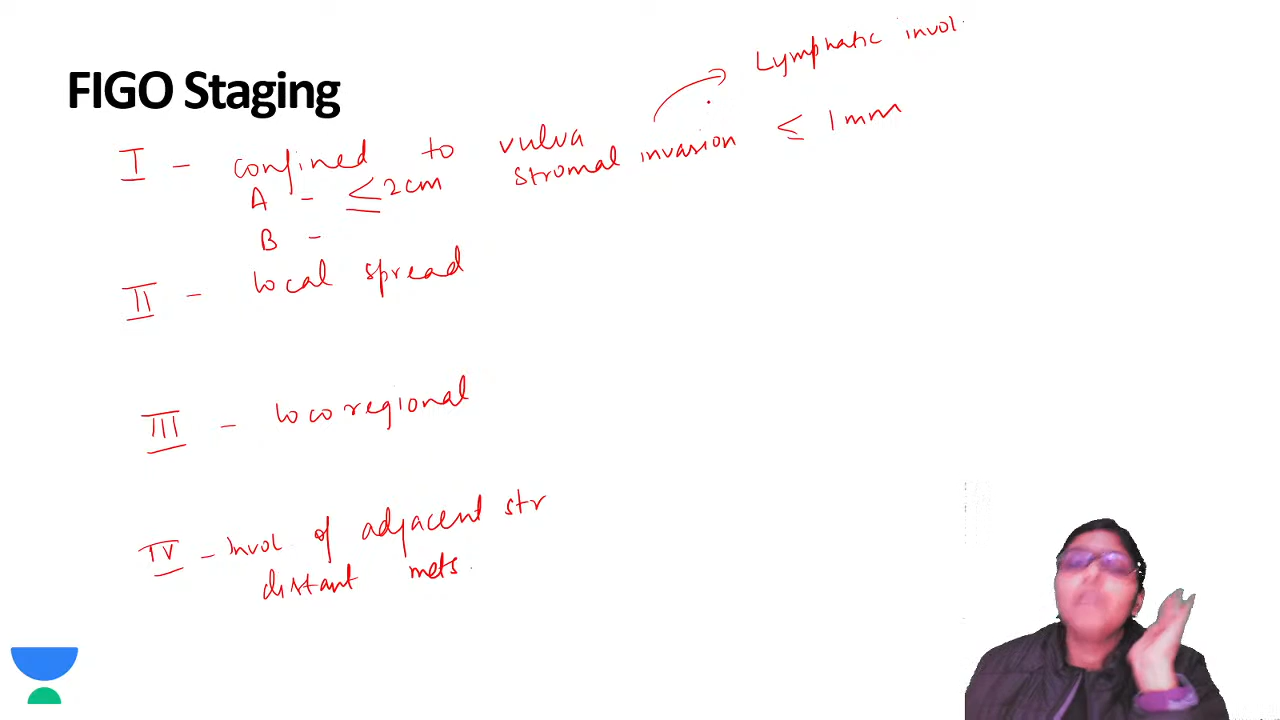 FIGO Staging
Lymphatic invol.
I - confined to vulva
A - ≤2cm stromal invasion ≤ 1mm
B -
II - local spread
III - locoregional
IV - invol of adjacent str
distant mets.